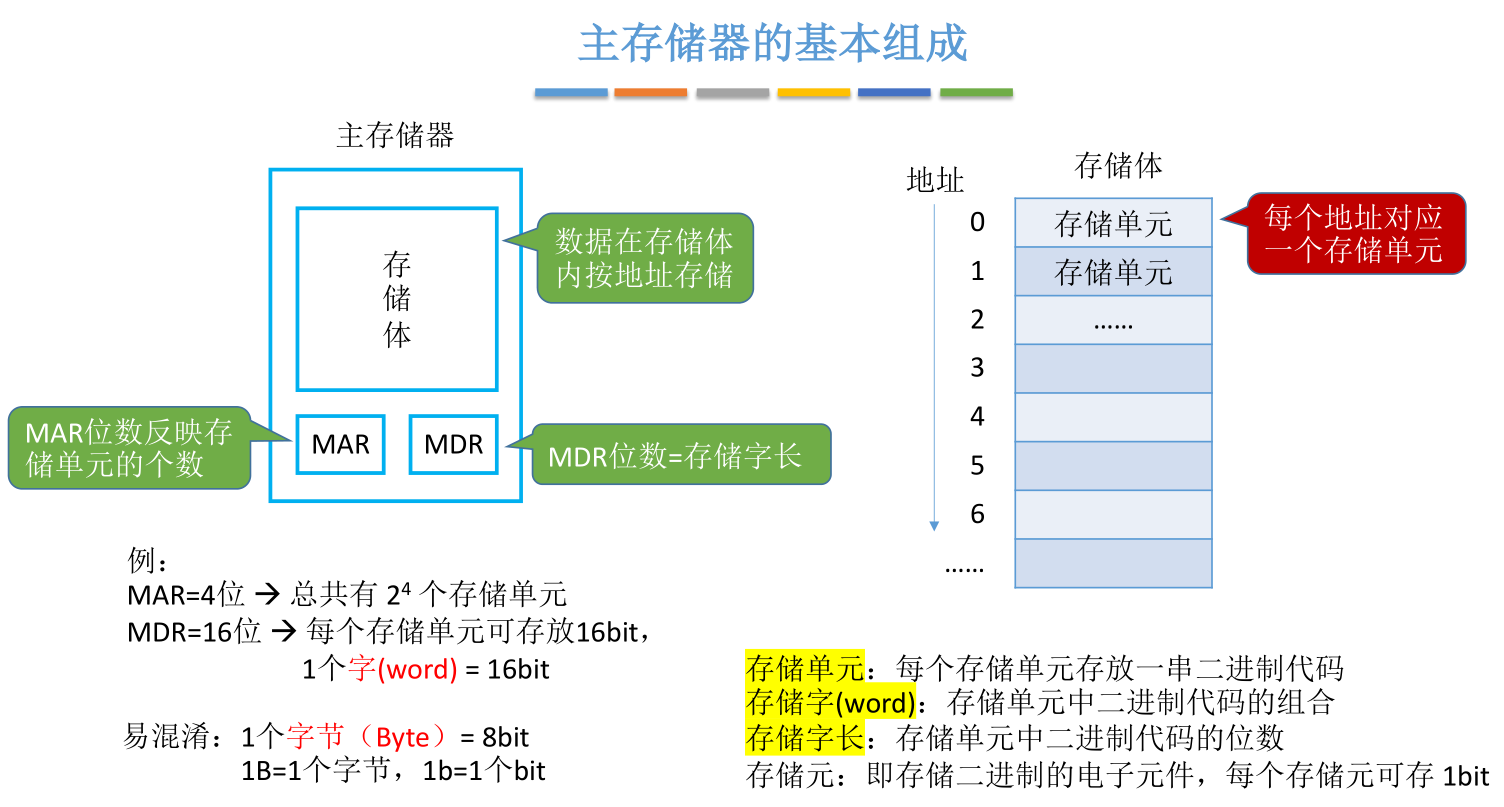 主存储器的基本组成
主存储器
存
储
体
数据在存储体
内按地址存储
MAR位数反映存
储单元的个数
MAR
MDR
MDR位数=存储字长
地址
存储体
0
存储单元
每个地址对应
一个存储单元
1
存储单元
2
……
3
4
5
6
……
例：
MAR=4位 → 总共有 2⁴ 个存储单元
MDR=16位 → 每个存储单元可存放16bit，
1个字(word) = 16bit
易混淆：1个字节（Byte）= 8bit
1B=1个字节，1b=1个bit
存储单元：每个存储单元存放一串二进制代码
存储字(word)：存储单元中二进制代码的组合
存储字长：存储单元中二进制代码的位数
存储元：即存储二进制的电子元件，每个存储元可存 1bit